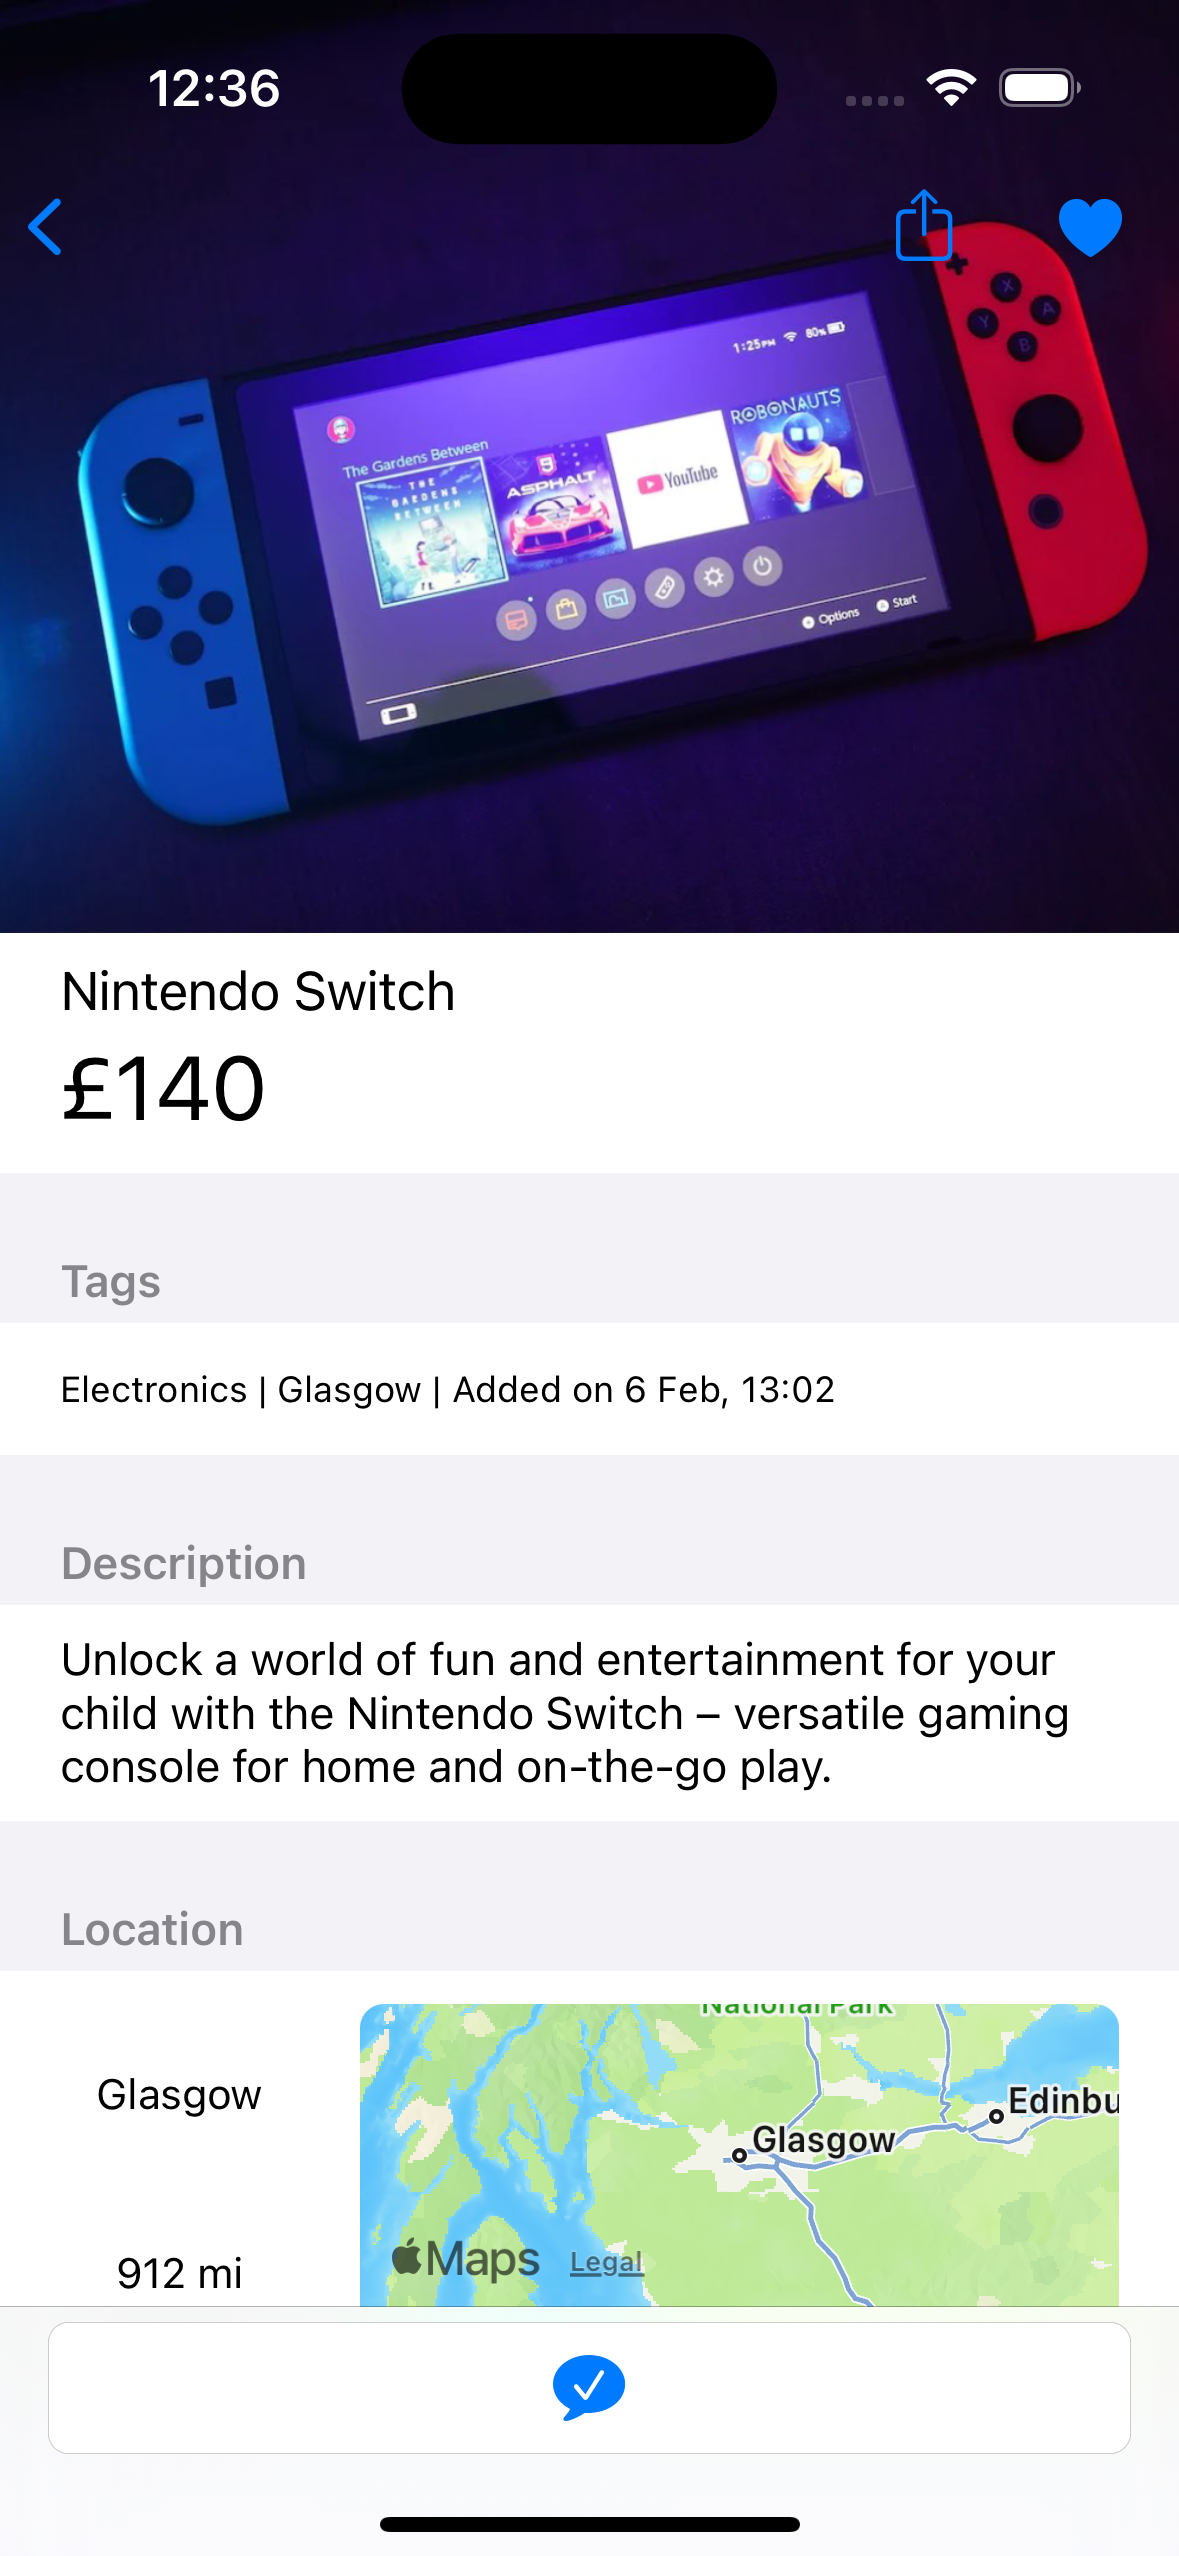 12:36
X
Y
A
B
1:25PM 80%
The Gardens Between
THE GARDENS BETWEEN
9
ASPHALT
YouTube
ROBONAUTS
Options
Start
Nintendo Switch
£140
Tags
Electronics | Glasgow | Added on 6 Feb, 13:02
Description
Unlock a world of fun and entertainment for your
child with the Nintendo Switch – versatile gaming
console for home and on-the-go play.
Location
Glasgow
912 mi
National Park
Edinbu
Glasgow
Maps
Legal